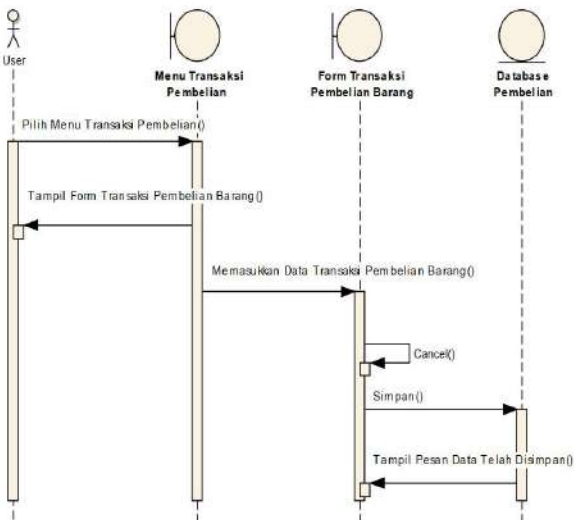 User
Menu Transaksi
Pembelian
Form Transaksi
Pembelian Barang
Database
Pembelian
Pilih Menu Transaksi Pembelian()
Tampil Form Transaksi Pembelian Barang()
Memasukkan Data Transaksi Pembelian Barang()
Cancel()
Simpan()
Tampil Pesan Data Telah Disimpan()